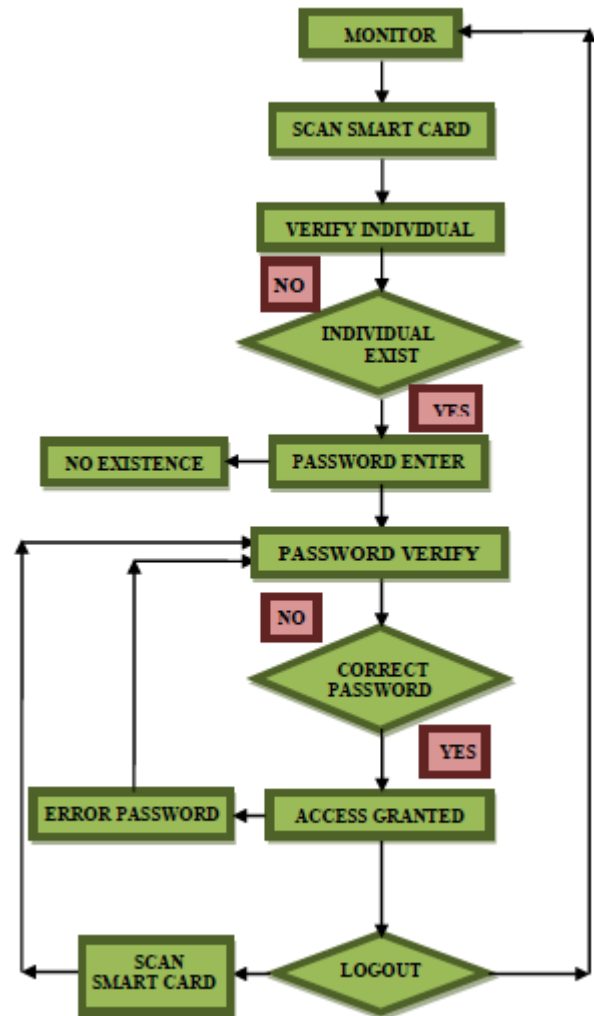 MONITOR
SCAN SMART CARD
VERIFY INDIVIDUAL
NO
INDIVIDUAL
EXIST
YES
NO EXISTENCE
PASSWORD ENTER
PASSWORD VERIFY
NO
CORRECT
PASSWORD
YES
ERROR PASSWORD
ACCESS GRANTED
SCAN
SMART CARD
LOGOUT